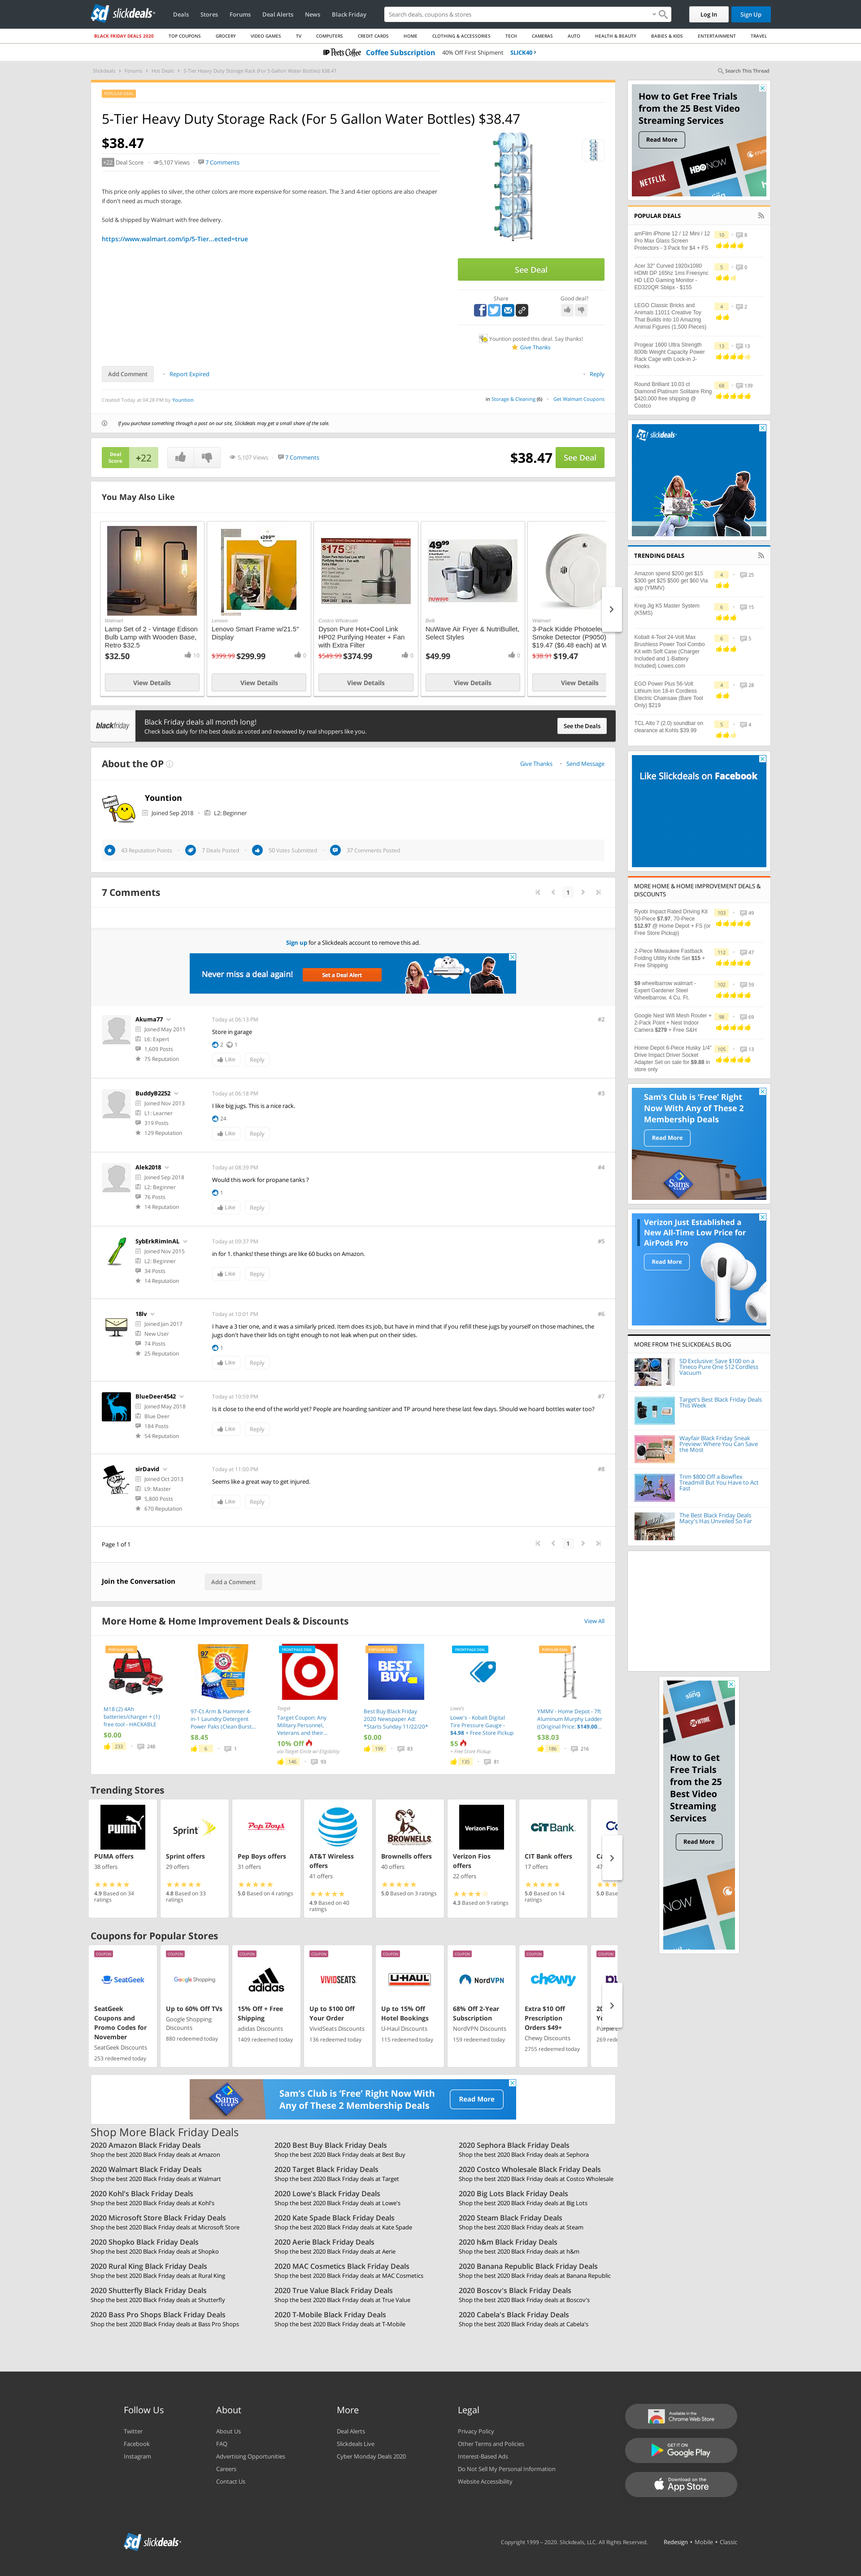 slickdeals
Deals
Stores
Forums
Deal Alerts
News
Black Friday
Search deals, coupons & stores
Log In
Sign Up
BLACK FRIDAY DEALS 2020
TOP COUPONS
GROCERY
VIDEO GAMES
TV
COMPUTERS
CREDIT CARDS
HOME
CLOTHING & ACCESSORIES
TECH
CAMERAS
AUTO
HEALTH & BEAUTY
BABIES & KIDS
ENTERTAINMENT
TRAVEL
Peet's Coffee Coffee Subscription 40% Off First Shipment SLICK40 >
Slickdeals > Forums > Hot Deals > 5-Tier Heavy Duty Storage Rack (For 5 Gallon Water Bottles) $38.47
Search This Thread
POPULAR DEAL
5-Tier Heavy Duty Storage Rack (For 5 Gallon Water Bottles) $38.47
$38.47
+22 Deal Score
5,107 Views
7 Comments
This price only applies to silver, the other colors are more expensive for some reason. The 3 and 4-tier options are also cheaper
if don't need as much storage.
Sold & shipped by Walmart with free delivery.
https://www.walmart.com/ip/5-Tier...ected=true
See Deal
Share
Good deal?
Yountion posted this deal. Say thanks!
Give Thanks
Add Comment
Report Expired
Reply
Created Today at 04:28 PM by Yountion
in Storage & Cleaning (6)
Get Walmart Coupons
If you purchase something through a post on our site, Slickdeals may get a small share of the sale.
Deal Score
+22
5,107 Views
7 Comments
$38.47
See Deal
You May Also Like
Walmart
Lamp Set of 2 - Vintage Edison Bulb Lamp with Wooden Base, Retro $32.5
$32.50
10
View Details
Lenovo
Lenovo Smart Frame w/21.5" Display
$399.99 $299.99
0
View Details
Costco Wholesale
Dyson Pure Hot+Cool Link HP02 Purifying Heater + Fan with Extra Filter
$549.99 $374.99
0
View Details
Belk
NuWave Air Fryer & NutriBullet, Select Styles
$49.99
0
View Details
Walmart
3-Pack Kidde Photoelec
Smoke Detector (P9050)
$19.47 ($6.48 each) at W
$38.91 $19.47
View Details
blackfriday
Black Friday deals all month long!
Check back daily for the best deals as voted and reviewed by real shoppers like you.
See the Deals
About the OP
Give Thanks
Send Message
Yountion
Joined Sep 2018
L2: Beginner
43 Reputation Points
7 Deals Posted
50 Votes Submitted
37 Comments Posted
7 Comments
1
Sign up for a Slickdeals account to remove this ad.
Never miss a deal again!
Set a Deal Alert
Akuma77
Joined May 2011
L6: Expert
1,609 Posts
75 Reputation
Today at 06:13 PM
#2
Store in garage
2
1
Like
Reply
BuddyB2252
Joined Nov 2013
L1: Learner
319 Posts
129 Reputation
Today at 06:18 PM
#3
I like big jugs. This is a nice rack.
24
Like
Reply
Alek2018
Joined Sep 2018
L2: Beginner
76 Posts
14 Reputation
Today at 08:39 PM
#4
Would this work for propane tanks ?
1
Like
Reply
SybErkRimInAL
Joined Nov 2015
L2: Beginner
34 Posts
14 Reputation
Today at 09:37 PM
#5
in for 1. thanks! these things are like 60 bucks on Amazon.
Like
Reply
18lv
Joined Jan 2017
New User
74 Posts
25 Reputation
Today at 10:01 PM
#6
I have a 3 tier one, and it was a similarly priced. Item does its job, but have in mind that if you refill these jugs by yourself on those machines, the
jugs don't have their lids on tight enough to not leak when put on their sides.
1
Like
Reply
BlueDeer4542
Joined May 2018
Blue Deer
184 Posts
54 Reputation
Today at 10:59 PM
#7
Is it close to the end of the world yet? People are hoarding sanitizer and TP around here these last few days. Should we hoard bottles water too?
Like
Reply
sirDavid
Joined Oct 2013
L9: Master
5,800 Posts
670 Reputation
Today at 11:00 PM
#8
Seems like a great way to get injured.
Like
Reply
Page 1 of 1
1
Join the Conversation
Add a Comment
More Home & Home Improvement Deals & Discounts
View All
M18 (2) 4Ah batteries/charger + (1) free tool - HACKABLE
$0.00
233
248
97-Ct Arm & Hammer 4-in-1 Laundry Detergent Power Paks (Clean Burst...
$8.45
6
1
Target
Target Coupon: Any Military Personnel, Veterans and their...
10% Off
via Target Circle w/ Eligibility
146
93
Best Buy Black Friday 2020 Newspaper Ad: *Starts Sunday 11/22/20*
$0.00
199
83
Lowe's
Lowe's - Kobalt Digital Tire Pressure Gauge - $4.98 + Free Store Pickup
$5
+ Free Store Pickup
135
81
YMMV - Home Depot - 7ft Aluminum Murphy Ladder ((Original Price: $149.00...
$38.03
186
216
Trending Stores
PUMA offers
38 offers
4.9 Based on 34 ratings
Sprint offers
29 offers
4.8 Based on 33 ratings
Pep Boys offers
31 offers
5.0 Based on 4 ratings
AT&T Wireless offers
41 offers
4.9 Based on 40 ratings
Brownells offers
40 offers
5.0 Based on 3 ratings
Verizon Fios offers
22 offers
4.3 Based on 9 ratings
CIT Bank offers
17 offers
5.0 Based on 14 ratings
Coupons for Popular Stores
SeatGeek Coupons and Promo Codes for November
SeatGeek Discounts
253 redeemed today
Up to 60% Off TVs
Google Shopping Discounts
880 redeemed today
15% Off + Free Shipping
adidas Discounts
1409 redeemed today
Up to $100 Off Your Order
VividSeats Discounts
136 redeemed today
Up to 15% Off Hotel Bookings
U-Haul Discounts
115 redeemed today
68% Off 2-Year Subscription
NordVPN Discounts
159 redeemed today
Extra $10 Off Prescription Orders $49+
Chewy Discounts
2755 redeemed today
Sam's Club is 'Free' Right Now With
Any of These 2 Membership Deals
Read More
Shop More Black Friday Deals
2020 Amazon Black Friday Deals
Shop the best 2020 Black Friday deals at Amazon
2020 Best Buy Black Friday Deals
Shop the best 2020 Black Friday deals at Best Buy
2020 Sephora Black Friday Deals
Shop the best 2020 Black Friday deals at Sephora
2020 Walmart Black Friday Deals
Shop the best 2020 Black Friday deals at Walmart
2020 Target Black Friday Deals
Shop the best 2020 Black Friday deals at Target
2020 Costco Wholesale Black Friday Deals
Shop the best 2020 Black Friday deals at Costco Wholesale
2020 Kohl's Black Friday Deals
Shop the best 2020 Black Friday deals at Kohl's
2020 Lowe's Black Friday Deals
Shop the best 2020 Black Friday deals at Lowe's
2020 Big Lots Black Friday Deals
Shop the best 2020 Black Friday deals at Big Lots
2020 Microsoft Store Black Friday Deals
Shop the best 2020 Black Friday deals at Microsoft Store
2020 Kate Spade Black Friday Deals
Shop the best 2020 Black Friday deals at Kate Spade
2020 Steam Black Friday Deals
Shop the best 2020 Black Friday deals at Steam
2020 Shopko Black Friday Deals
Shop the best 2020 Black Friday deals at Shopko
2020 Aerie Black Friday Deals
Shop the best 2020 Black Friday deals at Aerie
2020 h&m Black Friday Deals
Shop the best 2020 Black Friday deals at h&m
2020 Rural King Black Friday Deals
Shop the best 2020 Black Friday deals at Rural King
2020 MAC Cosmetics Black Friday Deals
Shop the best 2020 Black Friday deals at MAC Cosmetics
2020 Banana Republic Black Friday Deals
Shop the best 2020 Black Friday deals at Banana Republic
2020 Shutterfly Black Friday Deals
Shop the best 2020 Black Friday deals at Shutterfly
2020 True Value Black Friday Deals
Shop the best 2020 Black Friday deals at True Value
2020 Boscov's Black Friday Deals
Shop the best 2020 Black Friday deals at Boscov's
2020 Bass Pro Shops Black Friday Deals
Shop the best 2020 Black Friday deals at Bass Pro Shops
2020 T-Mobile Black Friday Deals
Shop the best 2020 Black Friday deals at T-Mobile
2020 Cabela's Black Friday Deals
Shop the best 2020 Black Friday deals at Cabela's
How to Get Free Trials
from the 25 Best Video
Streaming Services
Read More
POPULAR DEALS
amFilm iPhone 12 / 12 Mini / 12 Pro Max Glass Screen Protectors - 3 Pack for $4 + FS
10
8
Acer 32" Curved 1920x1080 HDMI DP 165hz 1ms Freesync HD LED Gaming Monitor - ED320QR Sbiipx - $155
5
0
LEGO Classic Bricks and Animals 11011 Creative Toy That Builds into 10 Amazing Animal Figures (1,500 Pieces)
4
2
Progear 1600 Ultra Strength 800lb Weight Capacity Power Rack Cage with Lock-in J-Hooks
13
13
Round Brilliant 10.03 ct Diamond Platinum Solitaire Ring $420,000 free shipping @ Costco
68
139
slickdeals
TRENDING DEALS
Amazon spend $200 get $15 $300 get $25 $500 get $60 Via app (YMMV)
4
25
Kreg Jig K5 Master System (K5MS)
6
15
Kobalt 4-Tool 24-Volt Max Brushless Power Tool Combo Kit with Soft Case (Charger Included and 1-Battery Included) Lowes.com
6
5
EGO Power Plus 56-Volt Lithium Ion 18-in Cordless Electric Chainsaw (Bare Tool Only) $219
4
28
TCL Alto 7 (2.0) soundbar on clearance at Kohls $39.99
5
4
Like Slickdeals on Facebook
MORE HOME & HOME IMPROVEMENT DEALS & DISCOUNTS
Ryobi Impact Rated Driving Kit 50-Piece $7.97, 70-Piece $12.97 @ Home Depot + FS (or Free Store Pickup)
103
49
2-Piece Milwaukee Fastback Folding Utility Knife Set $15 + Free Shipping
112
47
$9 wheelbarrow walmart - Expert Gardener Steel Wheelbarrow, 4 Cu. Ft.
102
59
Google Nest Wifi Mesh Router + 2-Pack Point + Nest Indoor Camera $279 + Free S&H
98
69
Home Depot 6-Piece Husky 1/4" Drive Impact Driver Socket Adapter Set on sale for $9.88 in store only
105
13
Sam's Club is 'Free' Right
Now With Any of These 2
Membership Deals
Read More
Verizon Just Established a
New All-Time Low Price for
AirPods Pro
Read More
MORE FROM THE SLICKDEALS BLOG
SD Exclusive: Save $100 on a Tineco Pure One S12 Cordless Vacuum
Target's Best Black Friday Deals This Week
Wayfair Black Friday Sneak Preview: Where You Can Save the Most
Trim $800 Off a Bowflex Treadmill But You Have to Act Fast
The Best Black Friday Deals Macy's Has Unveiled So Far
How to Get
Free Trials
from the 25
Best Video
Streaming
Services
Read More
Follow Us
Twitter
Facebook
Instagram
About
About Us
FAQ
Advertising Opportunities
Careers
Contact Us
More
Deal Alerts
Slickdeals Live
Cyber Monday Deals 2020
Legal
Privacy Policy
Other Terms and Policies
Interest-Based Ads
Do Not Sell My Personal Information
Website Accessibility
Available in the Chrome Web Store
GET IT ON Google Play
Download on the App Store
slickdeals
Copyright 1999 - 2020. Slickdeals, LLC. All Rights Reserved.
Redesign • Mobile • Classic